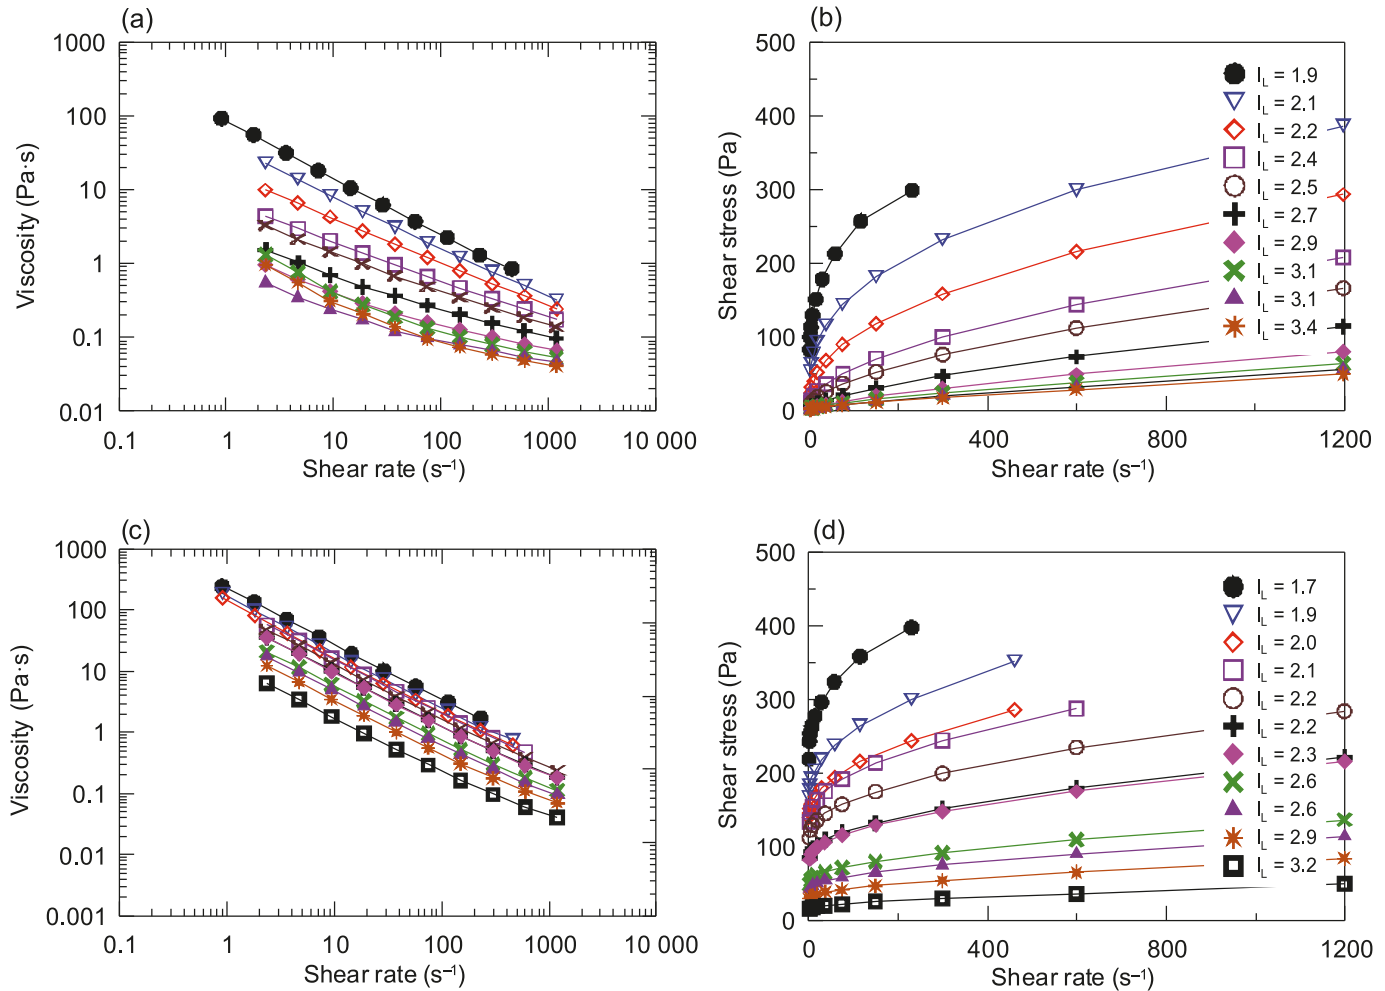 (a)
1000
100
10
1
0.1
0.01
Viscosity (Pa·s)
0.1
1
10
100
1000
10 000
Shear rate (s⁻¹)
(b)
500
400
300
200
100
0
Shear stress (Pa)
I_L = 1.9
I_L = 2.1
I_L = 2.2
I_L = 2.4
I_L = 2.5
I_L = 2.7
I_L = 2.9
I_L = 3.1
I_L = 3.1
I_L = 3.4
0
400
800
1200
Shear rate (s⁻¹)
(c)
1000
100
10
1
0.1
0.01
0.001
Viscosity (Pa·s)
0.1
1
10
100
1000
10 000
Shear rate (s⁻¹)
(d)
500
400
300
200
100
0
Shear stress (Pa)
I_L = 1.7
I_L = 1.9
I_L = 2.0
I_L = 2.1
I_L = 2.2
I_L = 2.2
I_L = 2.3
I_L = 2.6
I_L = 2.6
I_L = 2.9
I_L = 3.2
0
400
800
1200
Shear rate (s⁻¹)